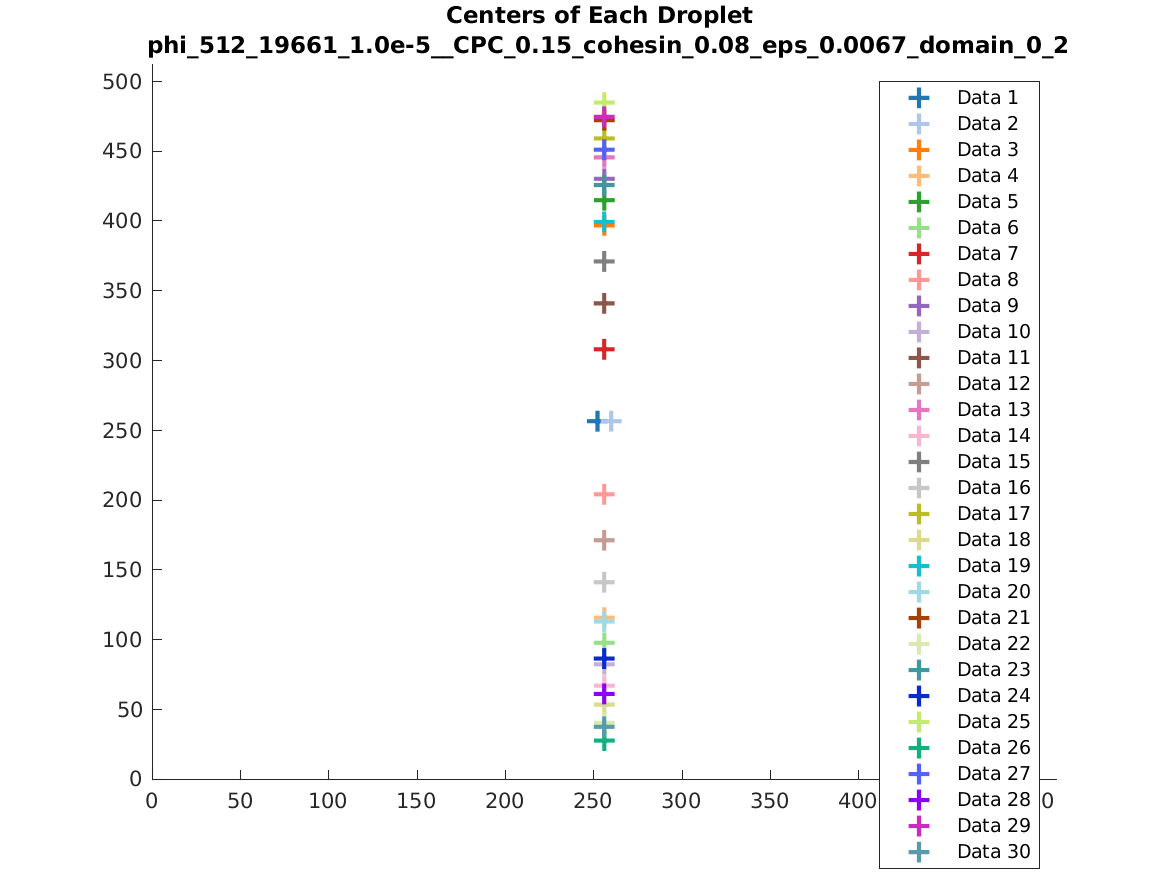 Centers of Each Droplet
phi_512_19661_1.0e-5__CPC_0.15_cohesin_0.08_eps_0.0067_domain_0_2
500
450
400
350
300
250
200
150
100
50
0
0 50 100 150 200 250 300 350 400
Data 1
Data 2
Data 3
Data 4
Data 5
Data 6
Data 7
Data 8
Data 9
Data 10
Data 11
Data 12
Data 13
Data 14
Data 15
Data 16
Data 17
Data 18
Data 19
Data 20
Data 21
Data 22
Data 23
Data 24
Data 25
Data 26
Data 27
Data 28
Data 29
Data 30